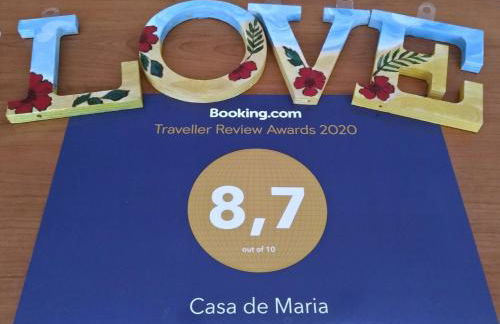 LOVE
Booking.com
Traveller Review Awards 2020
8,7
out of 10
Casa de Maria